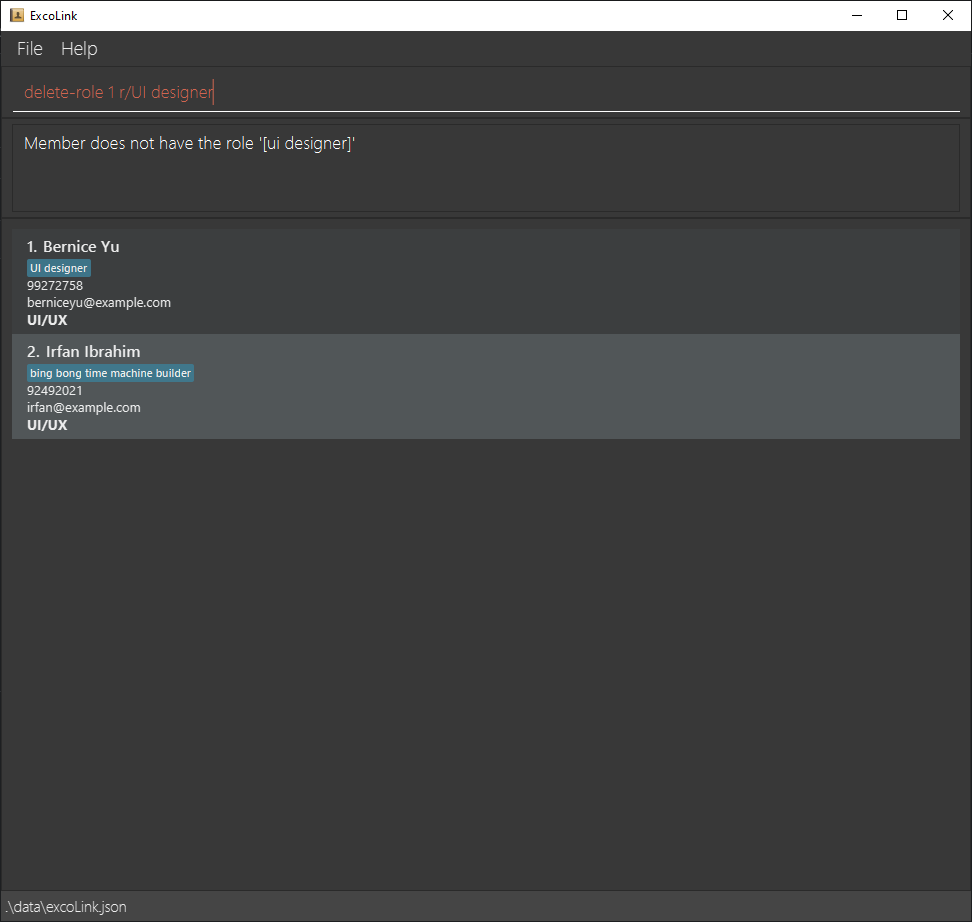 ExcoLink
File Help
delete-role 1 r/UI designer
Member does not have the role '[ui designer]'
1. Bernice Yu
UI designer
99272758
berniceyu@example.com
UI/UX
2. Irfan Ibrahim
bing bong time machine builder
92492021
irfan@example.com
UI/UX
.\data\excoLink.json